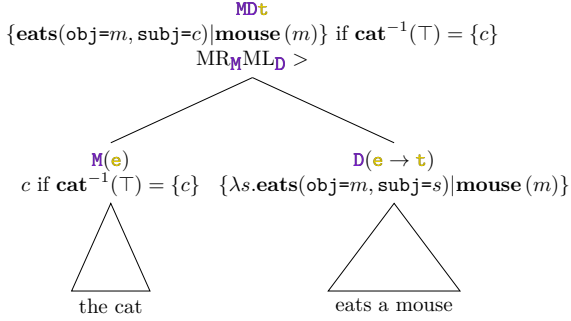 MDt
{eats(obj=m, subj=c)|mouse (m)} if cat⁻¹(⊤) = {c}
MR_M ML_D >
M(e) D(e → t)
c if cat⁻¹(⊤) = {c} {λs.eats(obj=m, subj=s)|mouse (m)}
the cat eats a mouse